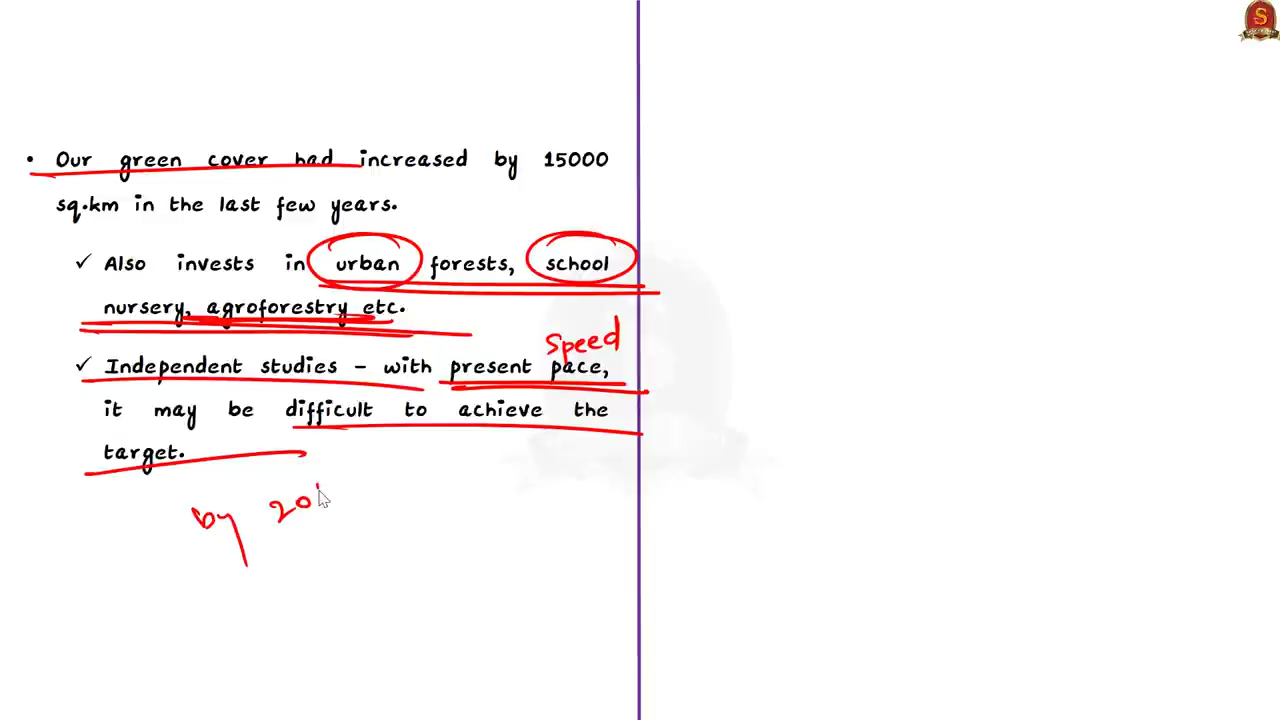 • Our green cover had increased by 15000
sq.km in the last few years.
✓ Also invests in urban forests, school
nursery, agroforestry etc.
Speed
✓ Independent studies – with present pace,
it may be difficult to achieve the
target.
by 20
S